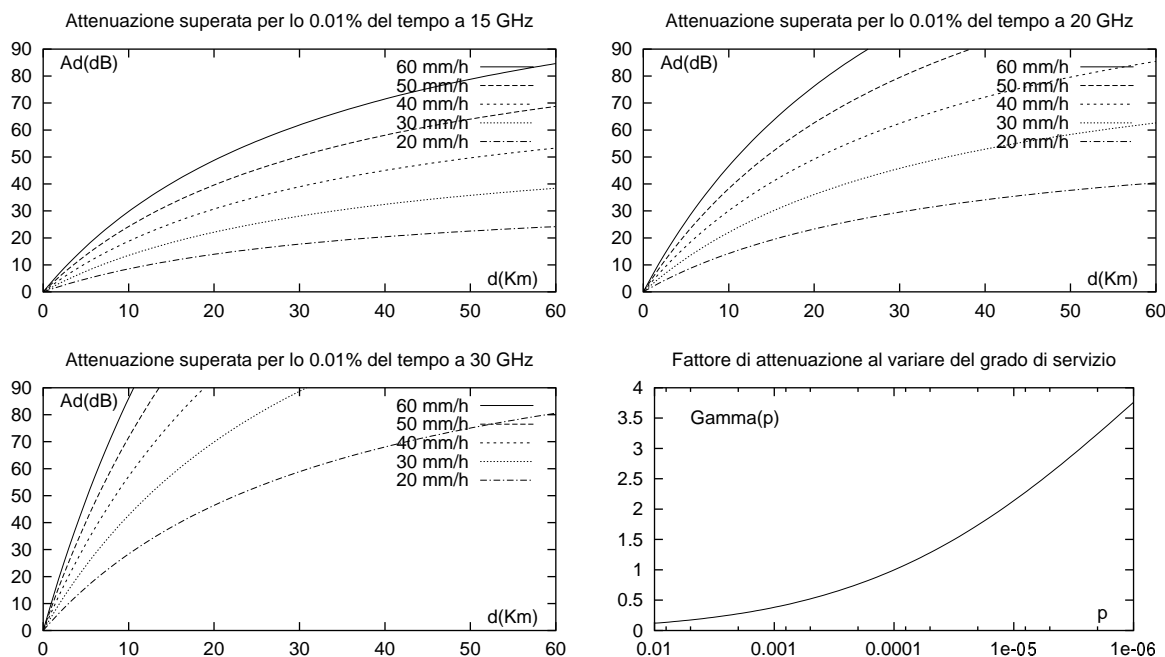 Attenuazione superata per lo 0.01% del tempo a 15 GHz
90
80
70
60
50
40
30
20
10
0
Ad(dB)
60 mm/h
50 mm/h
40 mm/h
30 mm/h
20 mm/h
d(Km)
0 10 20 30 40 50 60
Attenuazione superata per lo 0.01% del tempo a 20 GHz
90
80
70
60
50
40
30
20
10
0
Ad(dB)
60 mm/h
50 mm/h
40 mm/h
30 mm/h
20 mm/h
d(Km)
0 10 20 30 40 50 60
Attenuazione superata per lo 0.01% del tempo a 30 GHz
90
80
70
60
50
40
30
20
10
0
Ad(dB)
60 mm/h
50 mm/h
40 mm/h
30 mm/h
20 mm/h
d(Km)
0 10 20 30 40 50 60
Fattore di attenuazione al variare del grado di servizio
4
3.5
3
2.5
2
1.5
1
0.5
0
Gamma(p)
p
0.01 0.001 0.0001 1e-05 1e-06